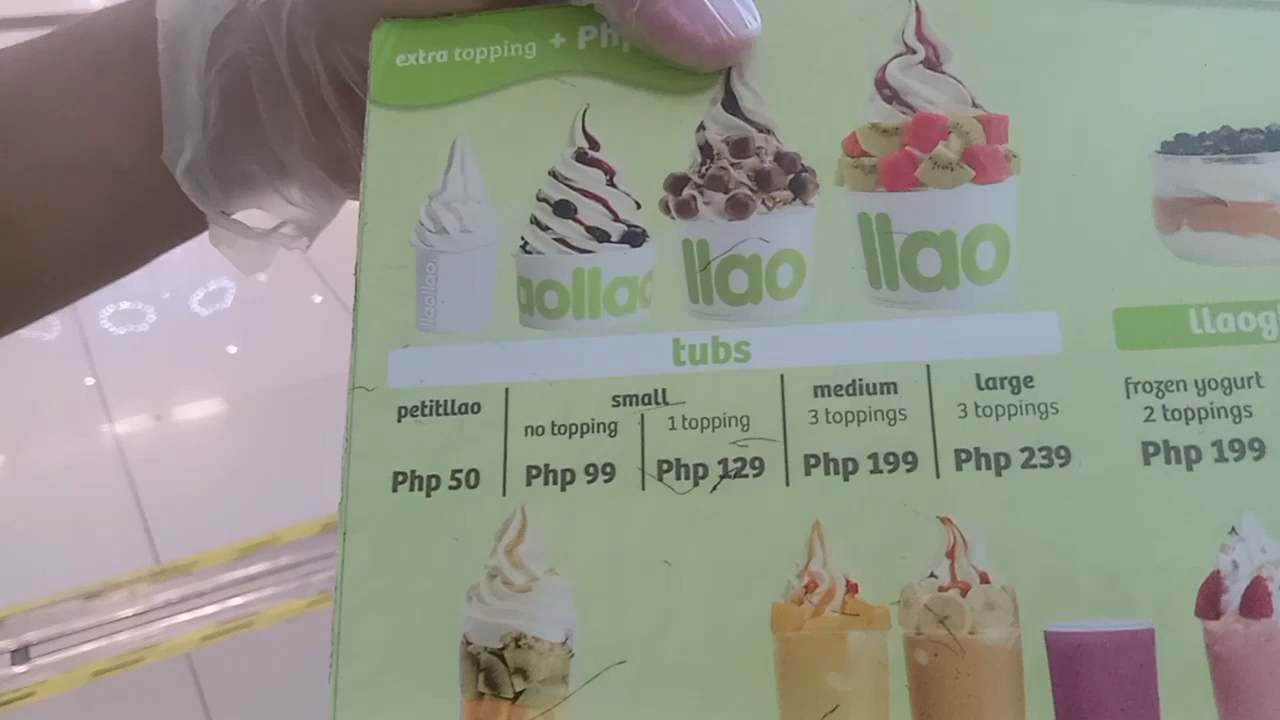 extra topping +
llaollao
aollao
llao
llao
tubs
petitllao
small
no topping
1 topping
medium
3 toppings
large
3 toppings
Php 50
Php 99
Php 129
Php 199
Php 239
llaog
frozen yogurt
2 toppings
Php 199